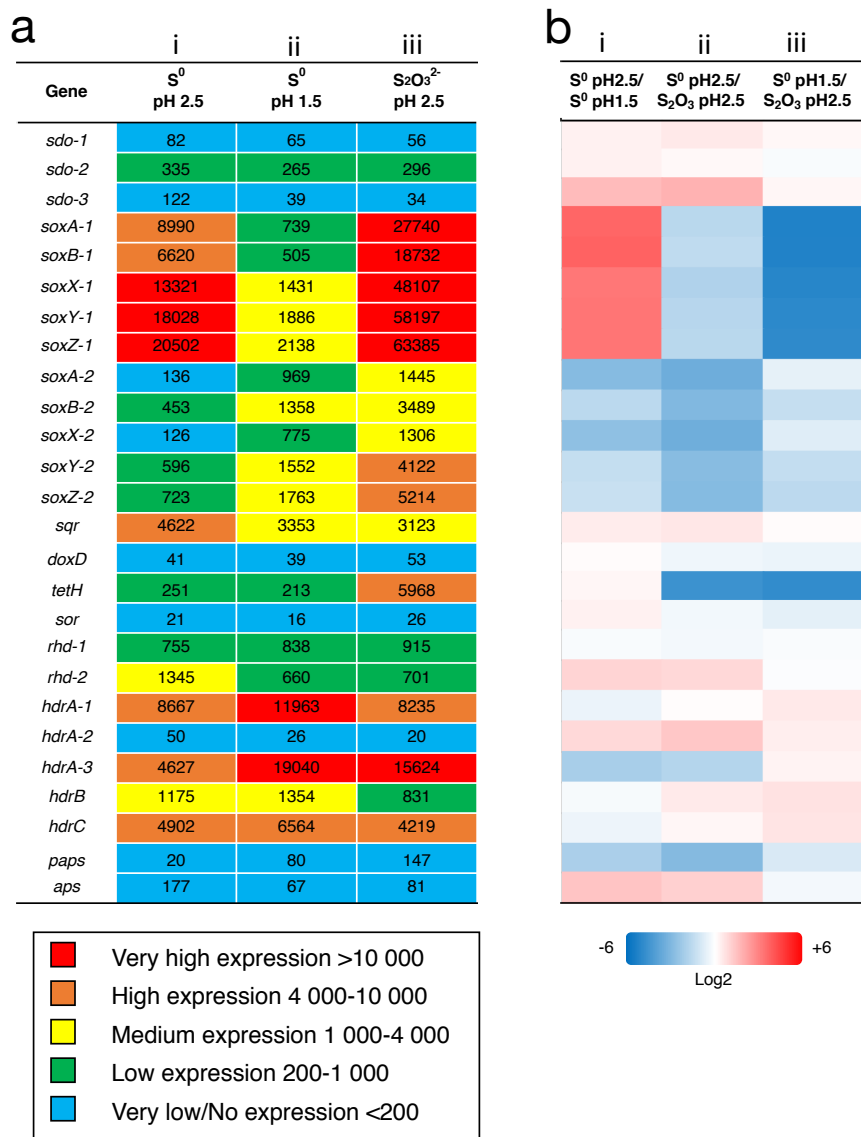 a
b
i ii iii
i ii iii
Gene S⁰ pH 2.5 S⁰ pH 1.5 S₂O₃²⁻ pH 2.5
S⁰ pH2.5/ S⁰ pH1.5 S⁰ pH2.5/ S₂O₃ pH2.5 S⁰ pH1.5/ S₂O₃ pH2.5
sdo-1 82 65 56
sdo-2 335 265 296
sdo-3 122 39 34
soxA-1 8990 739 27740
soxB-1 6620 505 18732
soxX-1 13321 1431 48107
soxY-1 18028 1886 58197
soxZ-1 20502 2138 63385
soxA-2 136 969 1445
soxB-2 453 1358 3489
soxX-2 126 775 1306
soxY-2 596 1552 4122
soxZ-2 723 1763 5214
sqr 4622 3353 3123
doxD 41 39 53
tetH 251 213 5968
sor 21 16 26
rhd-1 755 838 915
rhd-2 1345 660 701
hdrA-1 8667 11963 8235
hdrA-2 50 26 20
hdrA-3 4627 19040 15624
hdrB 1175 1354 831
hdrC 4902 6564 4219
paps 20 80 147
aps 177 67 81
Very high expression >10 000
High expression 4 000-10 000
Medium expression 1 000-4 000
Low expression 200-1 000
Very low/No expression <200
-6 +6
Log2